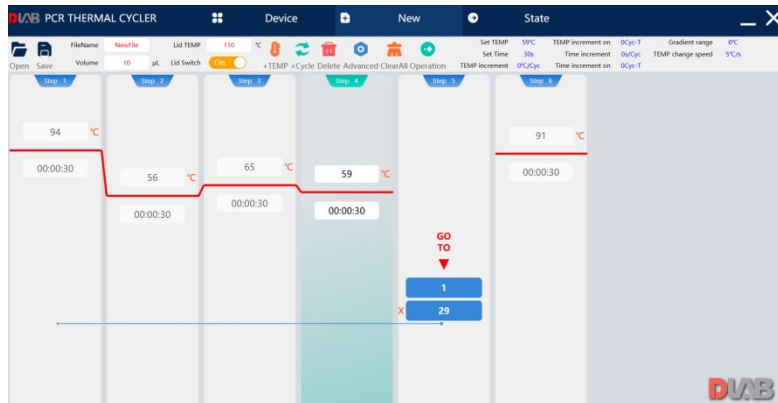 DLAB PCR THERMAL CYCLER Device New State
FileName NewFile Lid TEMP 110 ℃
Volume 10 μL Lid Switch On
Open Save +TEMP +Cycle Delete Advanced ClearAll Operation
Set TEMP 59℃ TEMP increment on 0Cyc-T Gradient range 0℃
Set Time 30s Time increment 0s/Cyc TEMP change speed 5℃/s
TEMP increment 0℃/Cyc Time increment on 0Cyc-T
Step 1 Step 2 Step 3 Step 4 Step 5 Step 6
94 ℃
00:00:30
56 ℃
00:00:30
65 ℃
00:00:30
59 ℃
00:00:30
GO
TO
1
X 29
91 ℃
00:00:30
DLAB